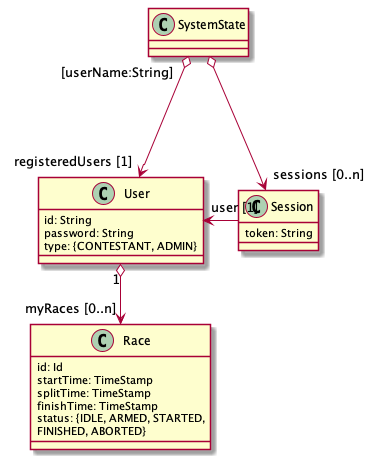 C SystemState
[userName:String]
registeredUsers [1]
sessions [0..n]
C User
id: String
password: String
type: {CONTESTANT, ADMIN}
user [1]
C Session
token: String
1
myRaces [0..n]
C Race
id: Id
startTime: TimeStamp
splitTime: TimeStamp
finishTime: TimeStamp
status: {IDLE, ARMED, STARTED,
FINISHED, ABORTED}